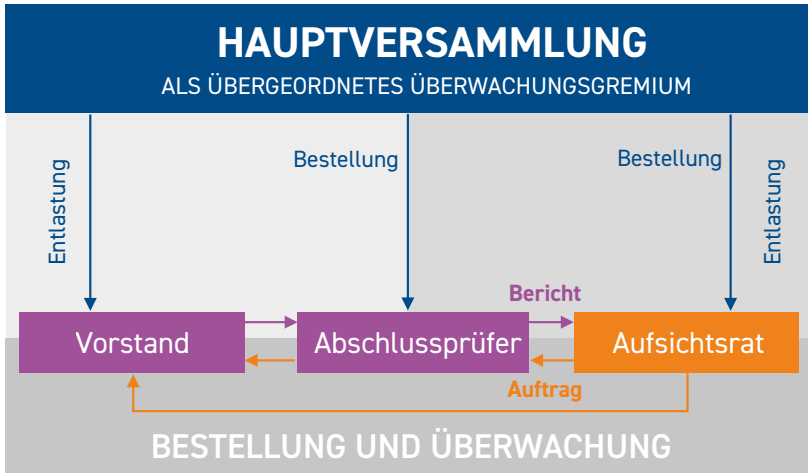 HAUPTVERSAMMLUNG
ALS ÜBERGEORDNETES ÜBERWACHUNGSGREMIUM
Entlastung
Bestellung
Bestellung
Entlastung
Bericht
Vorstand
Abschlussprüfer
Aufsichtsrat
Auftrag
BESTELLUNG UND ÜBERWACHUNG